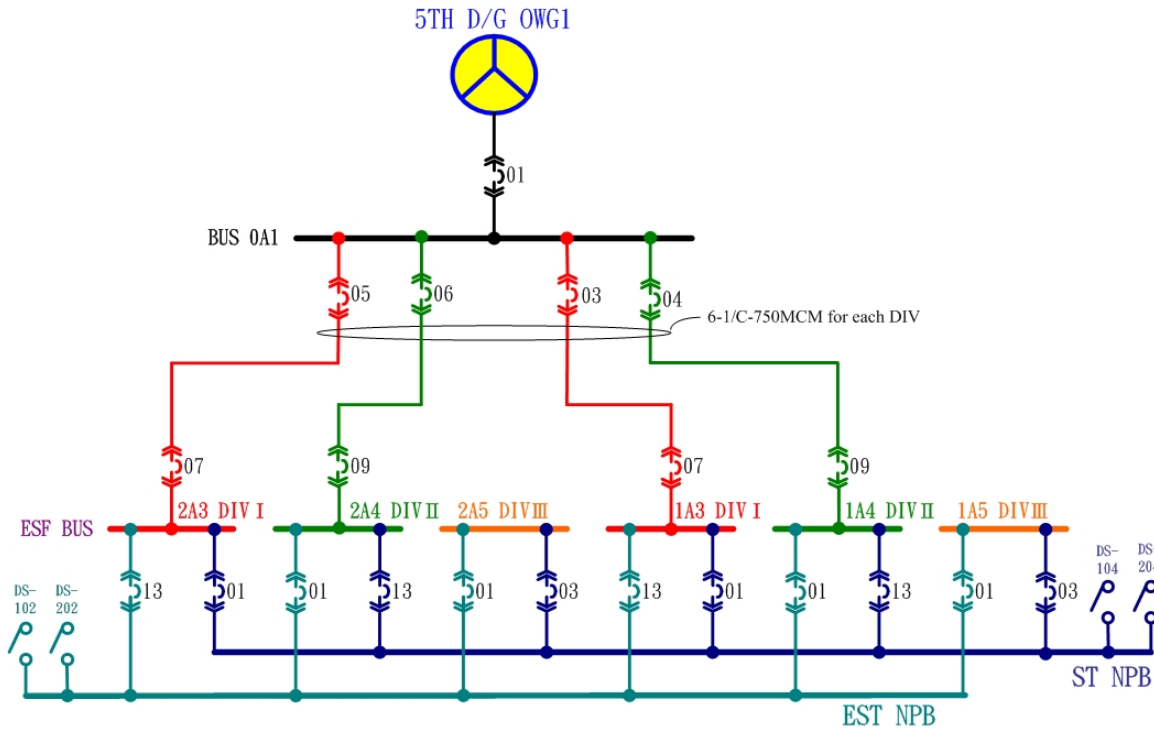 5TH D/G OWG1
01
BUS 0A1
05
06
03
04
6-1/C-750MCM for each DIV
07
09
07
09
ESF BUS
2A3 DIV I
2A4 DIV II
2A5 DIV III
1A3 DIV I
1A4 DIV II
1A5 DIV III
13
01
01
13
01
03
13
01
01
13
01
03
DS-
102
DS-
202
DS-
104
DS-
204
ST NPB
EST NPB